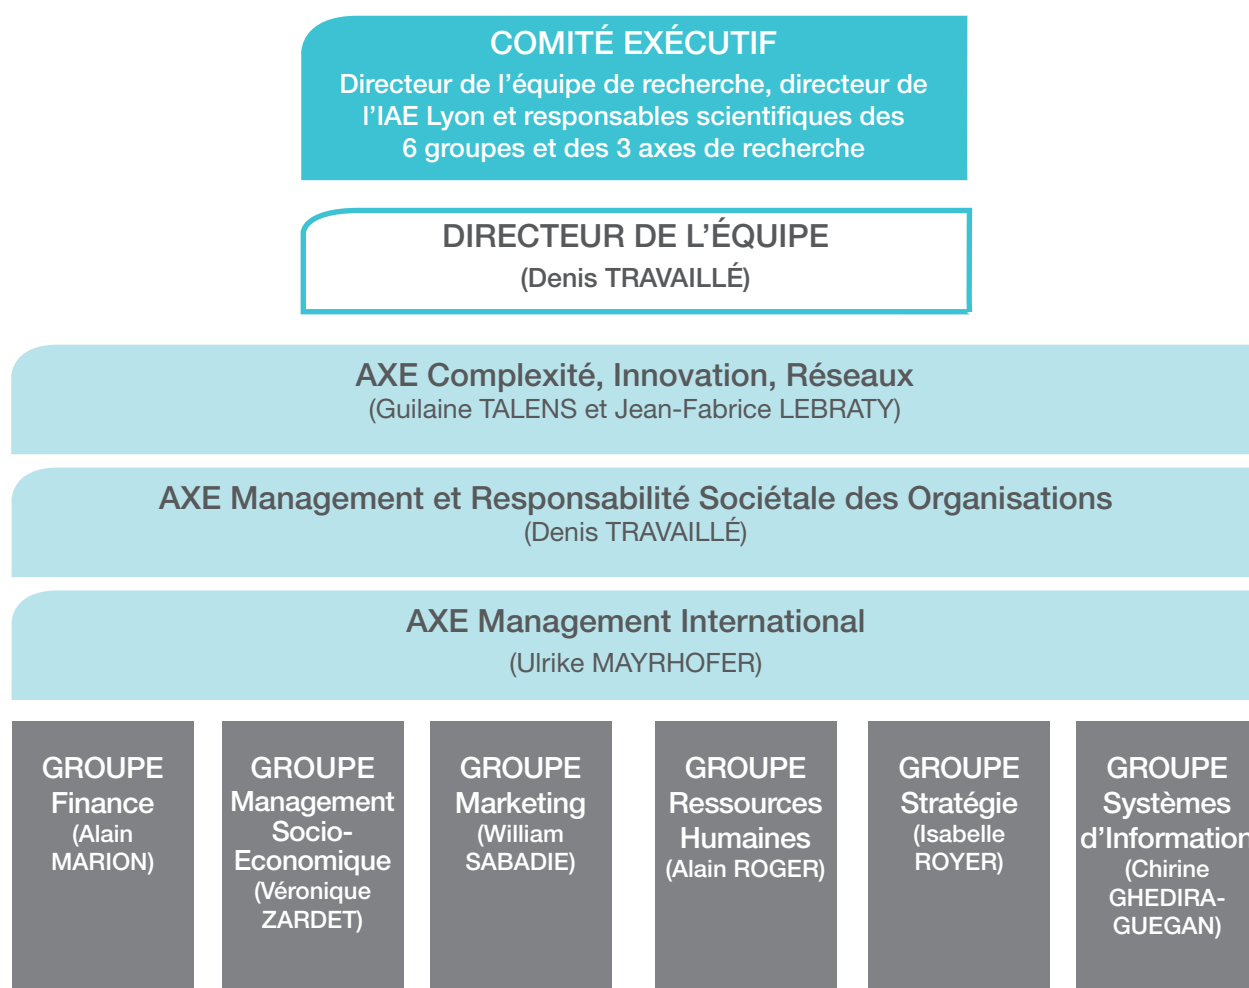 COMITÉ EXÉCUTIF
Directeur de l’équipe de recherche, directeur de
l’IAE Lyon et responsables scientifiques des
6 groupes et des 3 axes de recherche
DIRECTEUR DE L’ÉQUIPE
(Denis TRAVAILLÉ)
AXE Complexité, Innovation, Réseaux
(Guilaine TALENS et Jean-Fabrice LEBRATY)
AXE Management et Responsabilité Sociétale des Organisations
(Denis TRAVAILLÉ)
AXE Management International
(Ulrike MAYRHOFER)
GROUPE
Finance
(Alain
MARION)
GROUPE
Management
Socio-
Economique
(Véronique
ZARDET)
GROUPE
Marketing
(William
SABADIE)
GROUPE
Ressources
Humaines
(Alain ROGER)
GROUPE
Stratégie
(Isabelle
ROYER)
GROUPE
Systèmes
d’Information
(Chirine
GHEDIRA-
GUEGAN)